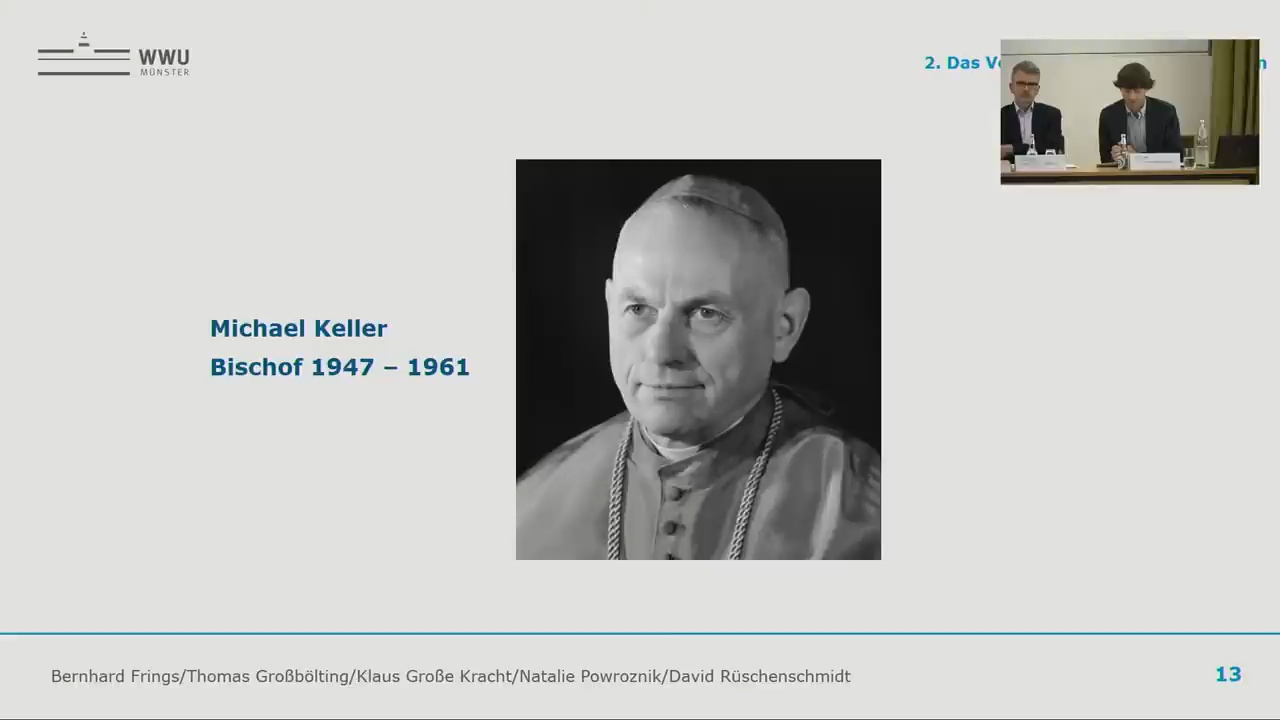 WWU
MÜNSTER
2. Das
Michael Keller
Bischof 1947 – 1961
Bernhard Frings/Thomas Großbölting/Klaus Große Kracht/Natalie Powroznik/David Rüschenschmidt
13